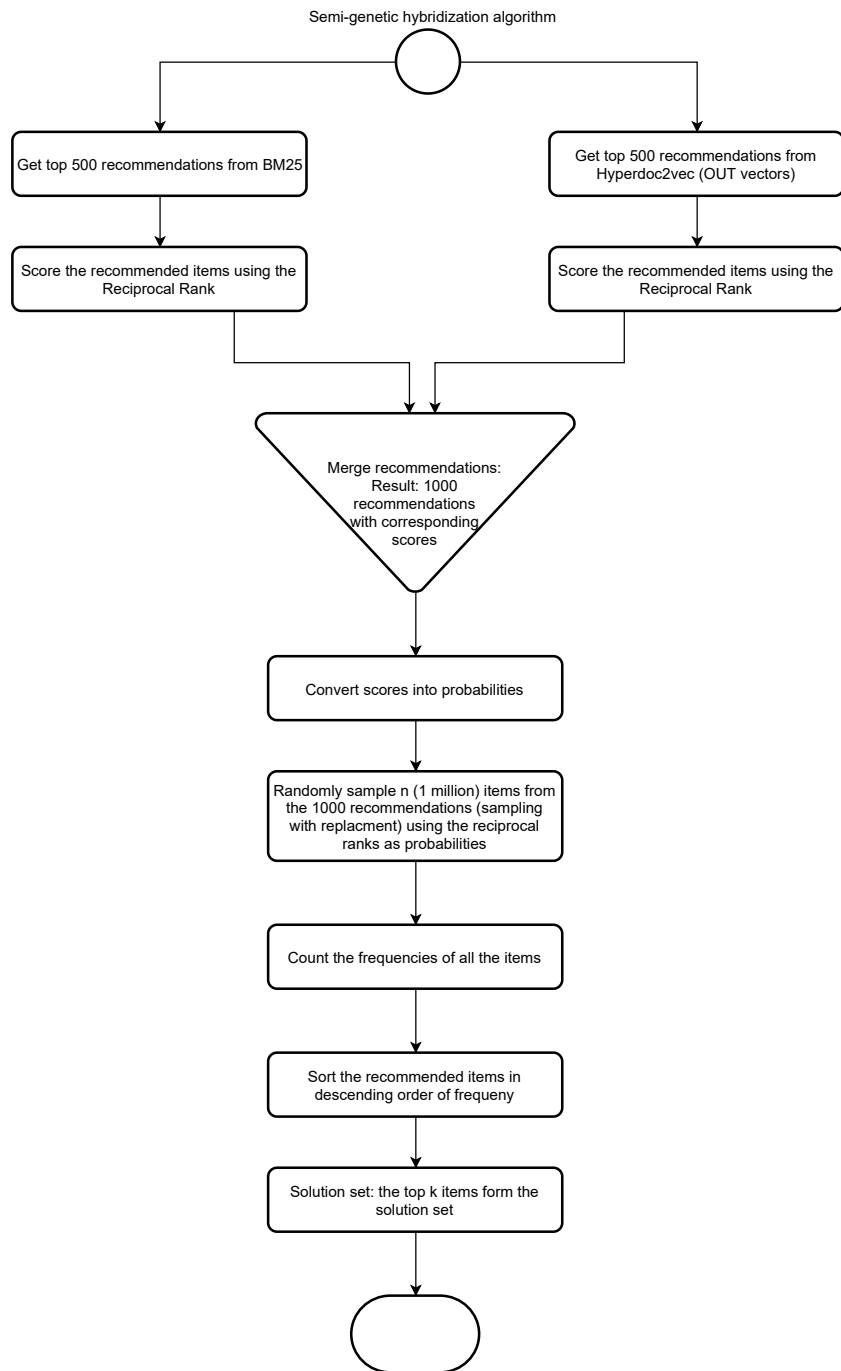 Semi-genetic hybridization algorithm
Get top 500 recommendations from BM25
Get top 500 recommendations from
Hyperdoc2vec (OUT vectors)
Score the recommended items using the
Reciprocal Rank
Score the recommended items using the
Reciprocal Rank
Merge recommendations:
Result: 1000
recommendations
with corresponding
scores
Convert scores into probabilities
Randomly sample n (1 million) items from
the 1000 recommendations (sampling
with replacment) using the reciprocal
ranks as probabilities
Count the frequencies of all the items
Sort the recommended items in
descending order of frequeny
Solution set: the top k items form the
solution set